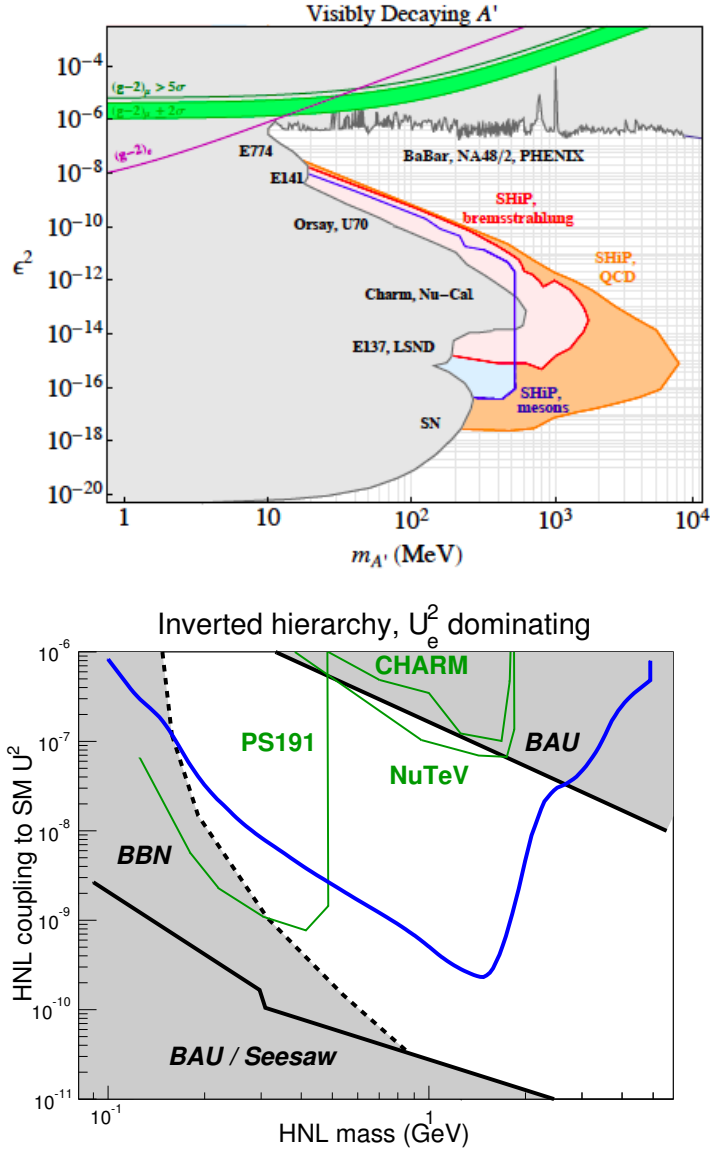 Visibly Decaying A'
10⁻⁴
(g-2)μ > 5σ
(g-2)μ ± 2σ
10⁻⁶
(g-2)e
E774
BaBar, NA48/2, PHENIX
10⁻⁸
E141
SHiP,
bremsstrahlung
Orsay, U70
10⁻¹⁰
ϵ²
SHiP,
QCD
10⁻¹²
Charm, Nu-Cal
10⁻¹⁴
E137, LSND
10⁻¹⁶
SHiP,
mesons
SN
10⁻¹⁸
10⁻²⁰
1 10 10² 10³ 10⁴
mA' (MeV)
Inverted hierarchy, Ue² dominating
10⁻⁶
CHARM
PS191
BAU
10⁻⁷
NuTeV
10⁻⁸
BBN
HNL coupling to SM U²
10⁻⁹
10⁻¹⁰
BAU / Seesaw
10⁻¹¹
10⁻¹ 1
HNL mass (GeV)